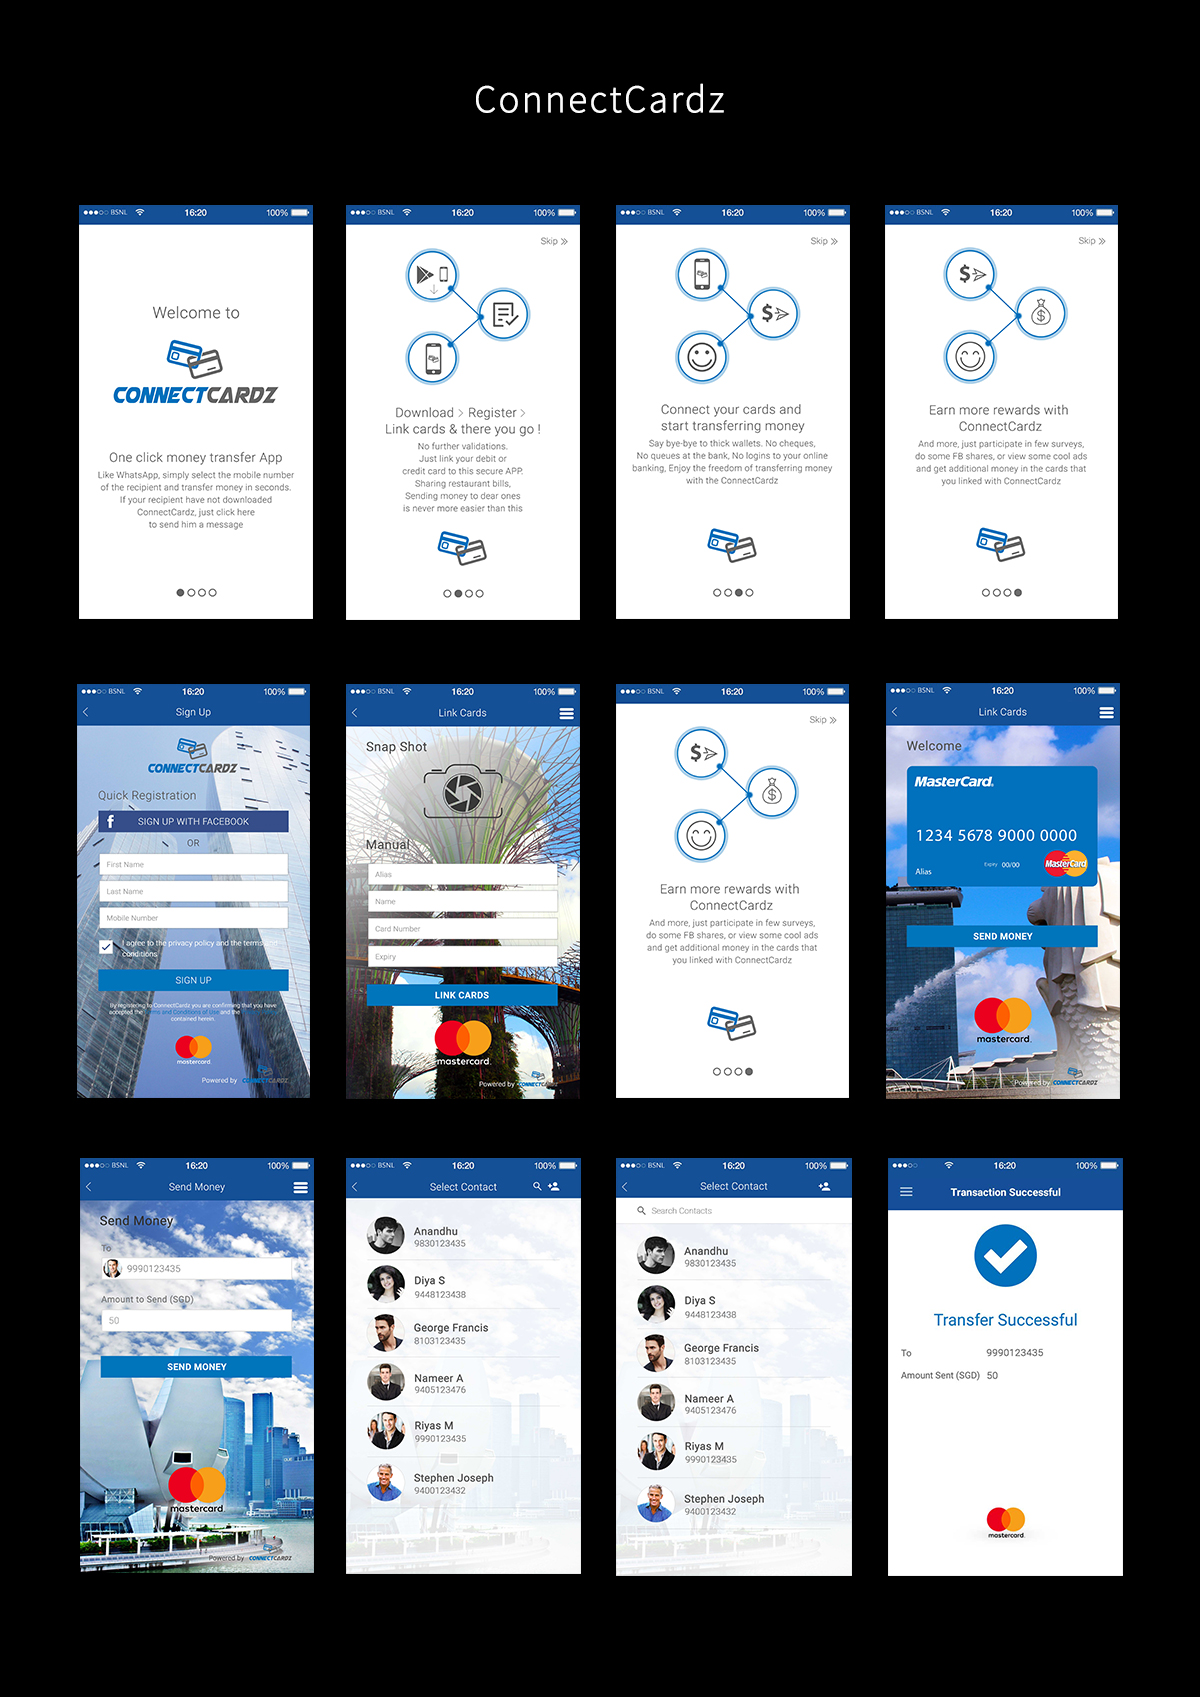 ConnectCardz
BSNL 16:20 100%
Welcome to
CONNECTCARDZ
One click money transfer App
Like WhatsApp, simply select the mobile number
of the recipient and transfer money in seconds.
If your recipient have not downloaded
ConnectCardz, just click here
to send him a message
BSNL 16:20 100%
Skip »
Download > Register >
Link cards & there you go !
No further validations.
Just link your debit or
credit card to this secure APP.
Sharing restaurant bills,
Sending money to dear ones
is never more easier than this
BSNL 16:20 100%
Skip »
$
Connect your cards and
start transferring money
Say bye-bye to thick wallets. No cheques,
No queues at the bank, No logins to your online
banking, Enjoy the freedom of transferring money
with the ConnectCardz
BSNL 16:20 100%
Skip »
$
$
Earn more rewards with
ConnectCardz
And more, just participate in few surveys,
do some FB shares, or view some cool ads
and get additional money in the cards that
you linked with ConnectCardz
BSNL 16:20 100%
Sign Up
CONNECTCARDZ
Quick Registration
f SIGN UP WITH FACEBOOK
OR
First Name
Last Name
Mobile Number
I agree to the privacy policy and the terms
conditions
SIGN UP
By registering to ConnectCardz you are confirming that you have
accepted the Terms and Conditions of Use and the
contained herein.
mastercard.
Powered by CONNECTCARDZ
BSNL 16:20 100%
Link Cards
Snap Shot
Manual
Alias
Name
Card Number
Expiry
LINK CARDS
mastercard.
Powered by CONNECTCARDZ
BSNL 16:20 100%
Skip »
$
$
Earn more rewards with
ConnectCardz
And more, just participate in few surveys,
do some FB shares, or view some cool ads
and get additional money in the cards that
you linked with ConnectCardz
BSNL 16:20 100%
Link Cards
Welcome
MasterCard.
1234 5678 9000 0000
Expiry 00/00
Alias
MasterCard
SEND MONEY
mastercard.
Powered by CONNECTCARDZ
BSNL 16:20 100%
Send Money
Send Money
To
9990123435
Amount to Send (SGD)
50
SEND MONEY
mastercard.
Powered by CONNECTCARDZ
BSNL 16:20 100%
Select Contact
Anandhu
9830123435
Diya S
9448123438
George Francis
8103123435
Nameer A
9405123476
Riyas M
9990123435
Stephen Joseph
9400123432
BSNL 16:20 100%
Select Contact
Search Contacts
Anandhu
9830123435
Diya S
9448123438
George Francis
8103123435
Nameer A
9405123476
Riyas M
9990123435
Stephen Joseph
9400123432
16:20 100%
Transaction Successful
Transfer Successful
To 9990123435
Amount Sent (SGD) 50
mastercard.